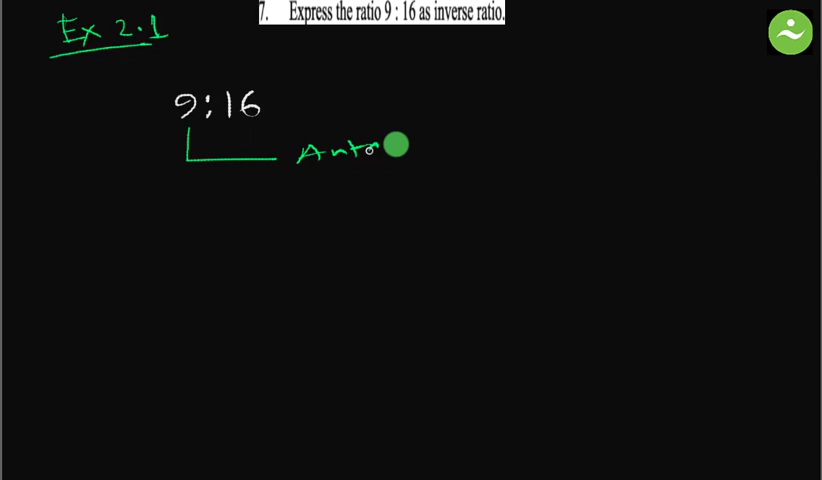 7. Express the ratio 9 : 16 as inverse ratio.
Ex 2.1
9:16